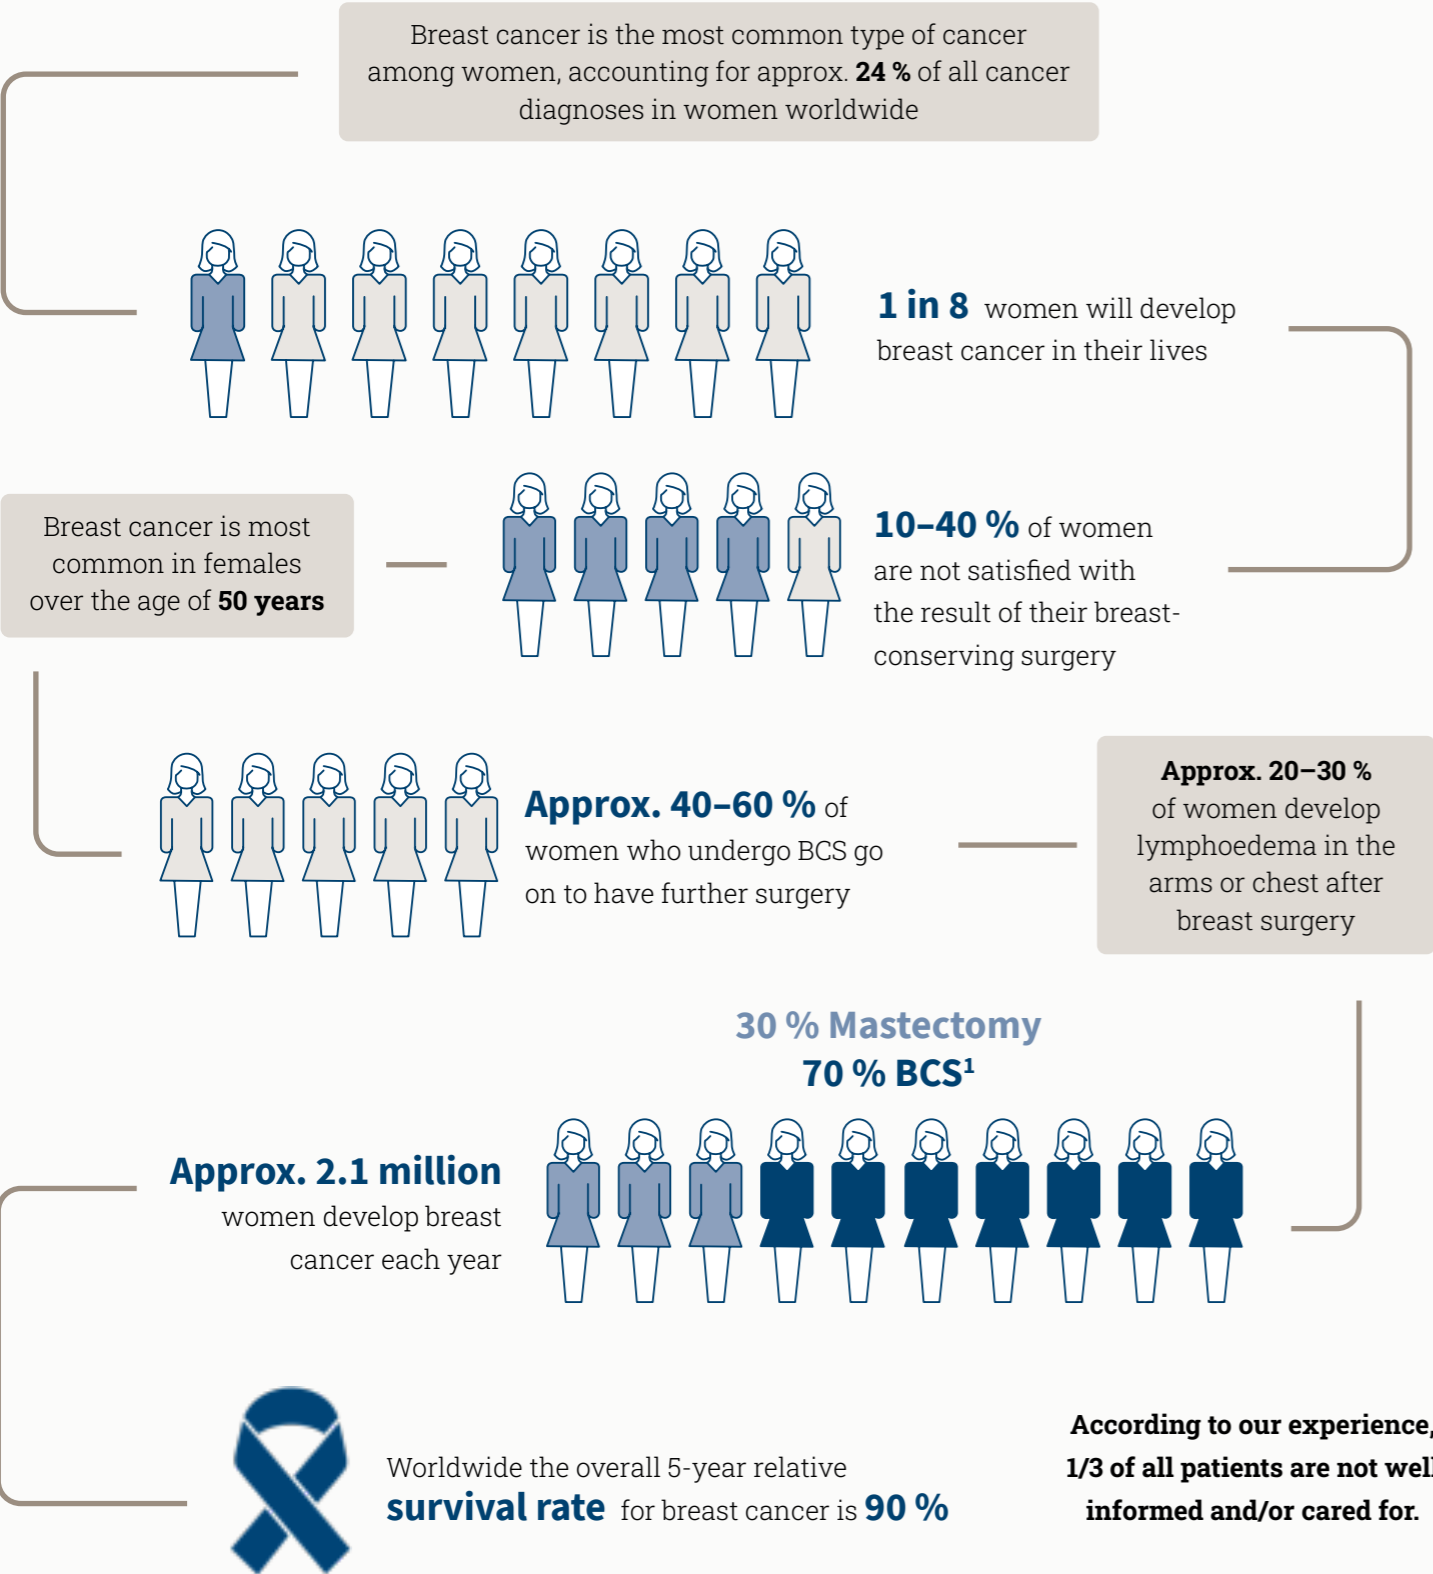 Breast cancer is the most common type of cancer
among women, accounting for approx. 24 % of all cancer
diagnoses in women worldwide
1 in 8 women will develop
breast cancer in their lives
Breast cancer is most
common in females
over the age of 50 years
10–40 % of women
are not satisfied with
the result of their breast-
conserving surgery
Approx. 40–60 % of
women who undergo BCS go
on to have further surgery
Approx. 20–30 %
of women develop
lymphoedema in the
arms or chest after
breast surgery
30 % Mastectomy
70 % BCS¹
Approx. 2.1 million
women develop breast
cancer each year
Worldwide the overall 5-year relative
survival rate for breast cancer is 90 %
According to our experience,
1/3 of all patients are not well
informed and/or cared for.